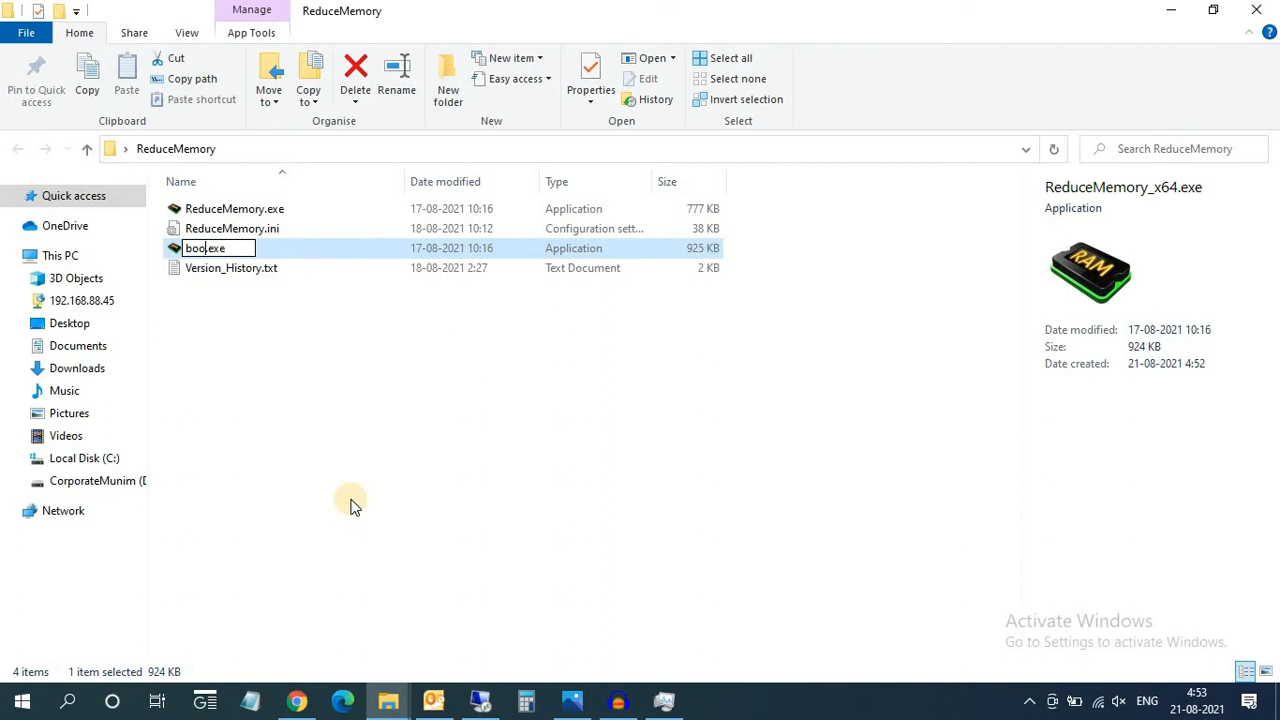 Manage
ReduceMemory
File
Home
Share
View
App Tools
Pin to Quick access
Copy
Paste
Cut
Copy path
Paste shortcut
Clipboard
Move to
Copy to
Delete
Rename
Organise
New folder
New item
Easy access
New
Properties
Open
Edit
History
Open
Select all
Select none
Invert selection
Select
ReduceMemory
Search ReduceMemory
Name
Date modified
Type
Size
ReduceMemory.exe 17-08-2021 10:16 Application 777 KB
ReduceMemory.ini 18-08-2021 10:12 Configuration sett... 38 KB
boo.exe 17-08-2021 10:16 Application 925 KB
Version_History.txt 18-08-2021 2:27 Text Document 2 KB
Quick access
OneDrive
This PC
3D Objects
192.168.88.45
Desktop
Documents
Downloads
Music
Pictures
Videos
Local Disk (C:)
CorporateMunim (D
Network
ReduceMemory_x64.exe
Application
RAM
Date modified: 17-08-2021 10:16
Size: 924 KB
Date created: 21-08-2021 4:52
Activate Windows
Go to Settings to activate Windows.
4 items 1 item selected 924 KB
ENG
4:53
21-08-2021